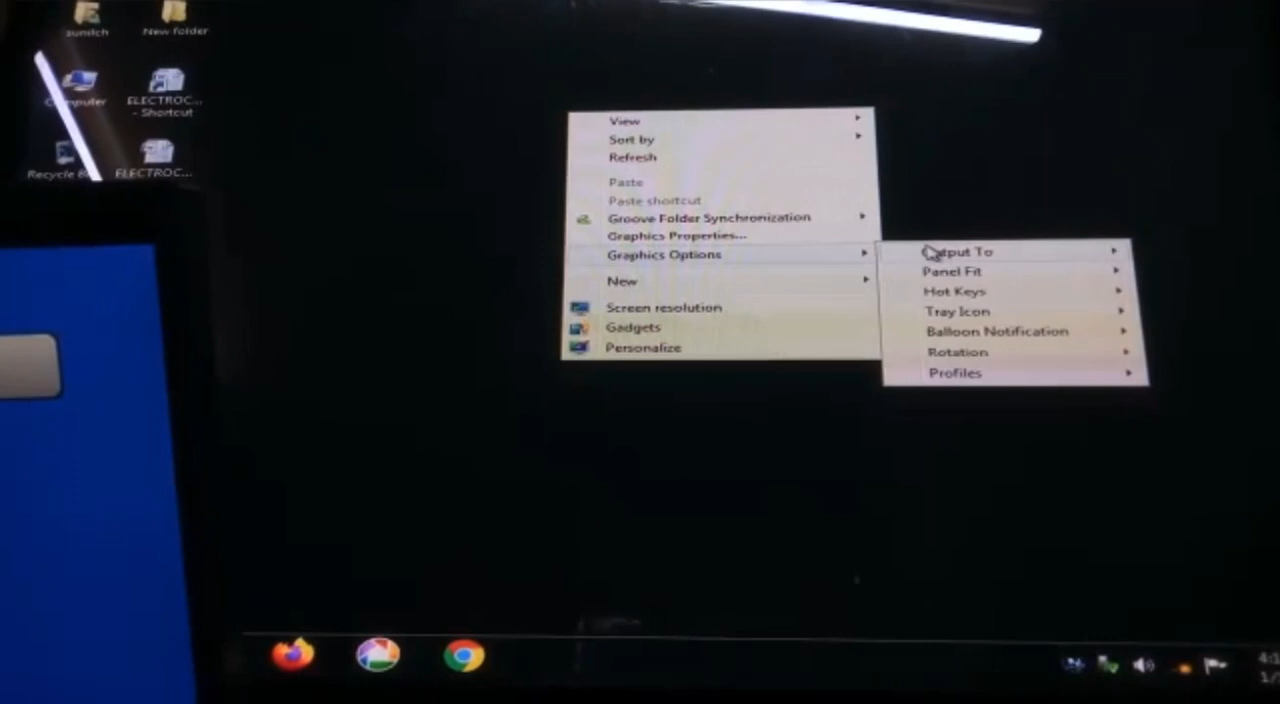 sunitch
New folder
Computer
ELECTROC...
- Shortcut
Recycle
ELECTROC...
View
Sort by
Refresh
Paste
Paste shortcut
Groove Folder Synchronization
Graphics Properties...
Graphics Options
New
Screen resolution
Gadgets
Personalize
Output To
Panel Fit
Hot Keys
Tray Icon
Balloon Notification
Rotation
Profiles